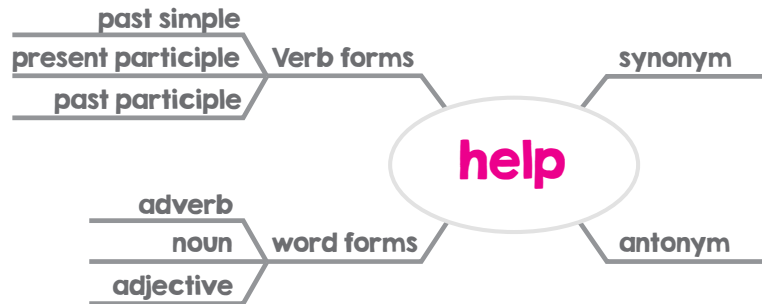 past simple
present participle
Verb forms
synonym
past participle
help
adverb
noun
word forms
antonym
adjective